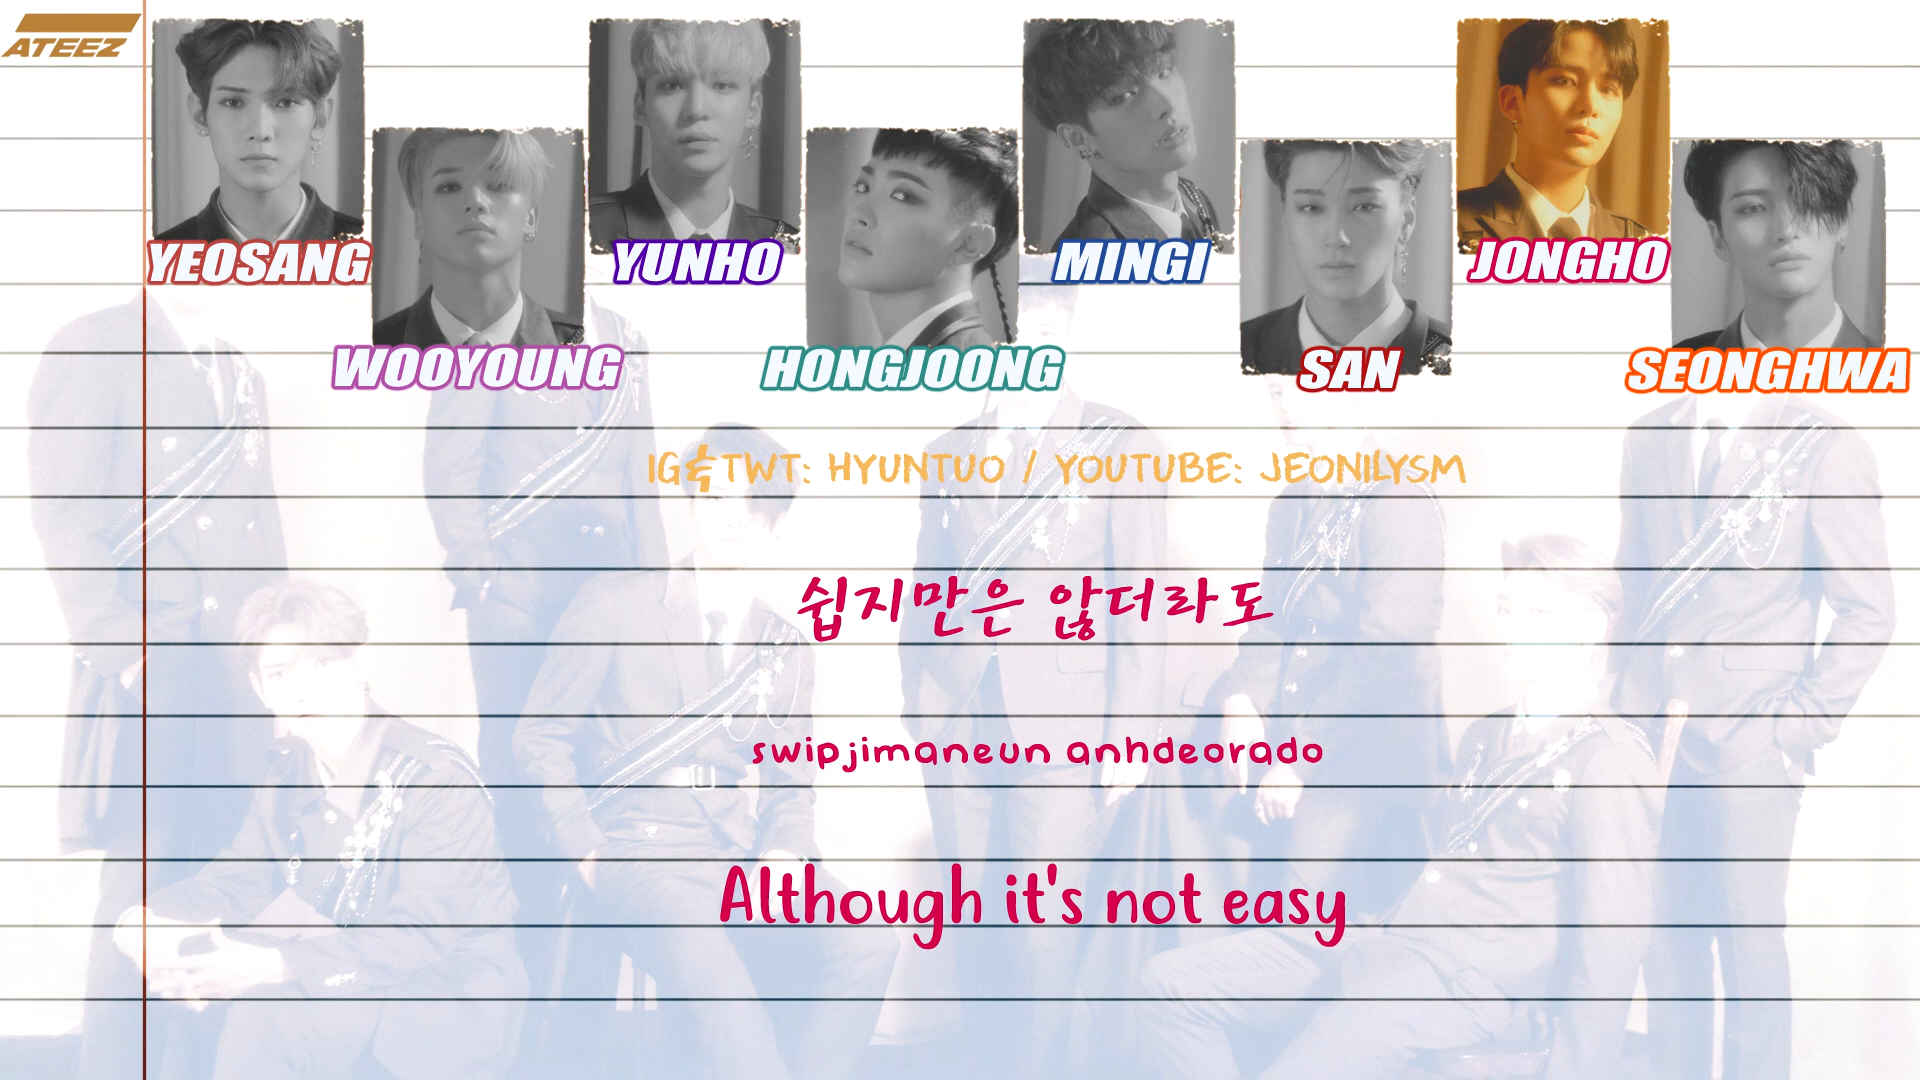 ATEEZ
YEOSANG
YUNHO
MINGI
JONGHO
WOOYOUNG
HONGJOONG
SAN
SEONGHWA
IG&TWT: HYUNTUO / YOUTUBE: JEONILYSM
쉽지만은 않더라도
swipjimaneun anhdeorado
Although it's not easy